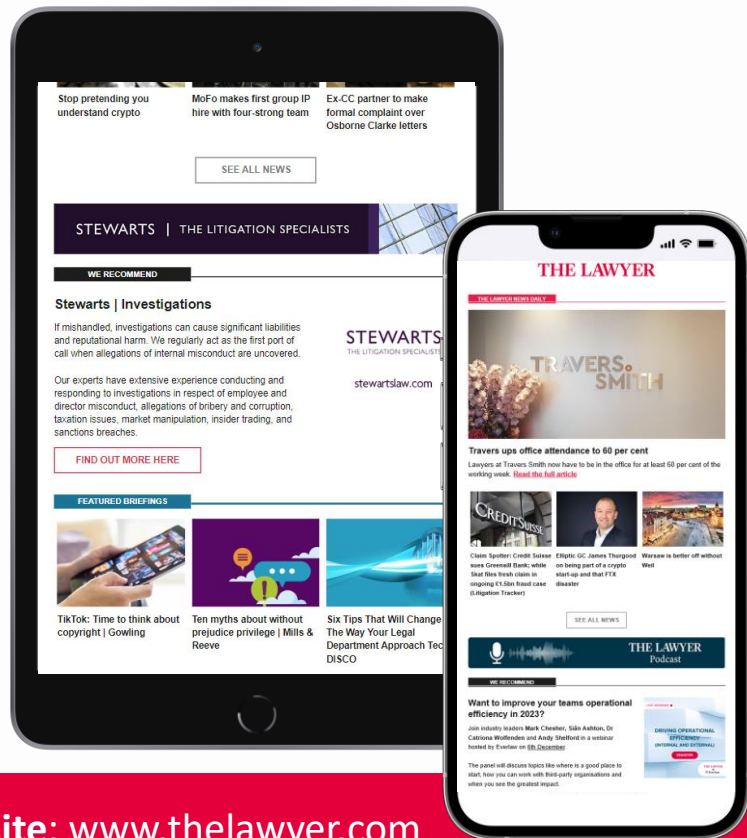 Stop pretending you
understand crypto
MoFo makes first group IP
hire with four-strong team
Ex-CC partner to make
formal complaint over
Osborne Clarke letters
SEE ALL NEWS
STEWARTS | THE LITIGATION SPECIALISTS
WE RECOMMEND
Stewarts | Investigations
If mishandled, investigations can cause significant liabilities
and reputational harm. We regularly act as the first port of
call when allegations of internal misconduct are uncovered.
Our experts have extensive experience conducting and
responding to investigations in respect of employee and
director misconduct, allegations of bribery and corruption,
taxation issues, market manipulation, insider trading, and
sanctions breaches.
STEWARTS
THE LITIGATION SPECIALISTS
stewartslaw.com
FIND OUT MORE HERE
FEATURED BRIEFINGS
TikTok: Time to think about
copyright | Gowling
Ten myths about without
prejudice privilege | Mills &
Reeve
Six Tips That Will Change
The Way Your Legal
Department Approach Tec
DISCO
THE LAWYER
THE LAWYER NEWS DAILY
TRAVERS.
SMITH
Travers ups office attendance to 60 per cent
Lawyers at Travers Smith now have to be in the office for at least 60 per cent of the
working week. Read the full article
CREDIT SUISSE
Claim Spotter: Credit Suisse
sues Greensill Bank; while
Skat files fresh claim in
ongoing £1.5bn fraud case
(Litigation Tracker)
Elliptic GC James Thurgood
on being part of a crypto
start-up and that FTX
disaster
Warsaw is better off without
Weil
SEE ALL NEWS
THE LAWYER
Podcast
WE RECOMMEND
Want to improve your teams operational
efficiency in 2023?
Join industry leaders Mark Chesher, Siân Ashton, Dr
Catriona Wolfenden and Andy Shelford in a webinar
hosted by Everlaw on 6th December
The panel will discuss topics like where is a good place to
start, how you can work with third-party organisations and
when you see the greatest impact.
DRIVING OPERATIONAL
EFFICIENCY
(INTERNAL AND EXTERNAL)
ite: www.thelawyer.com